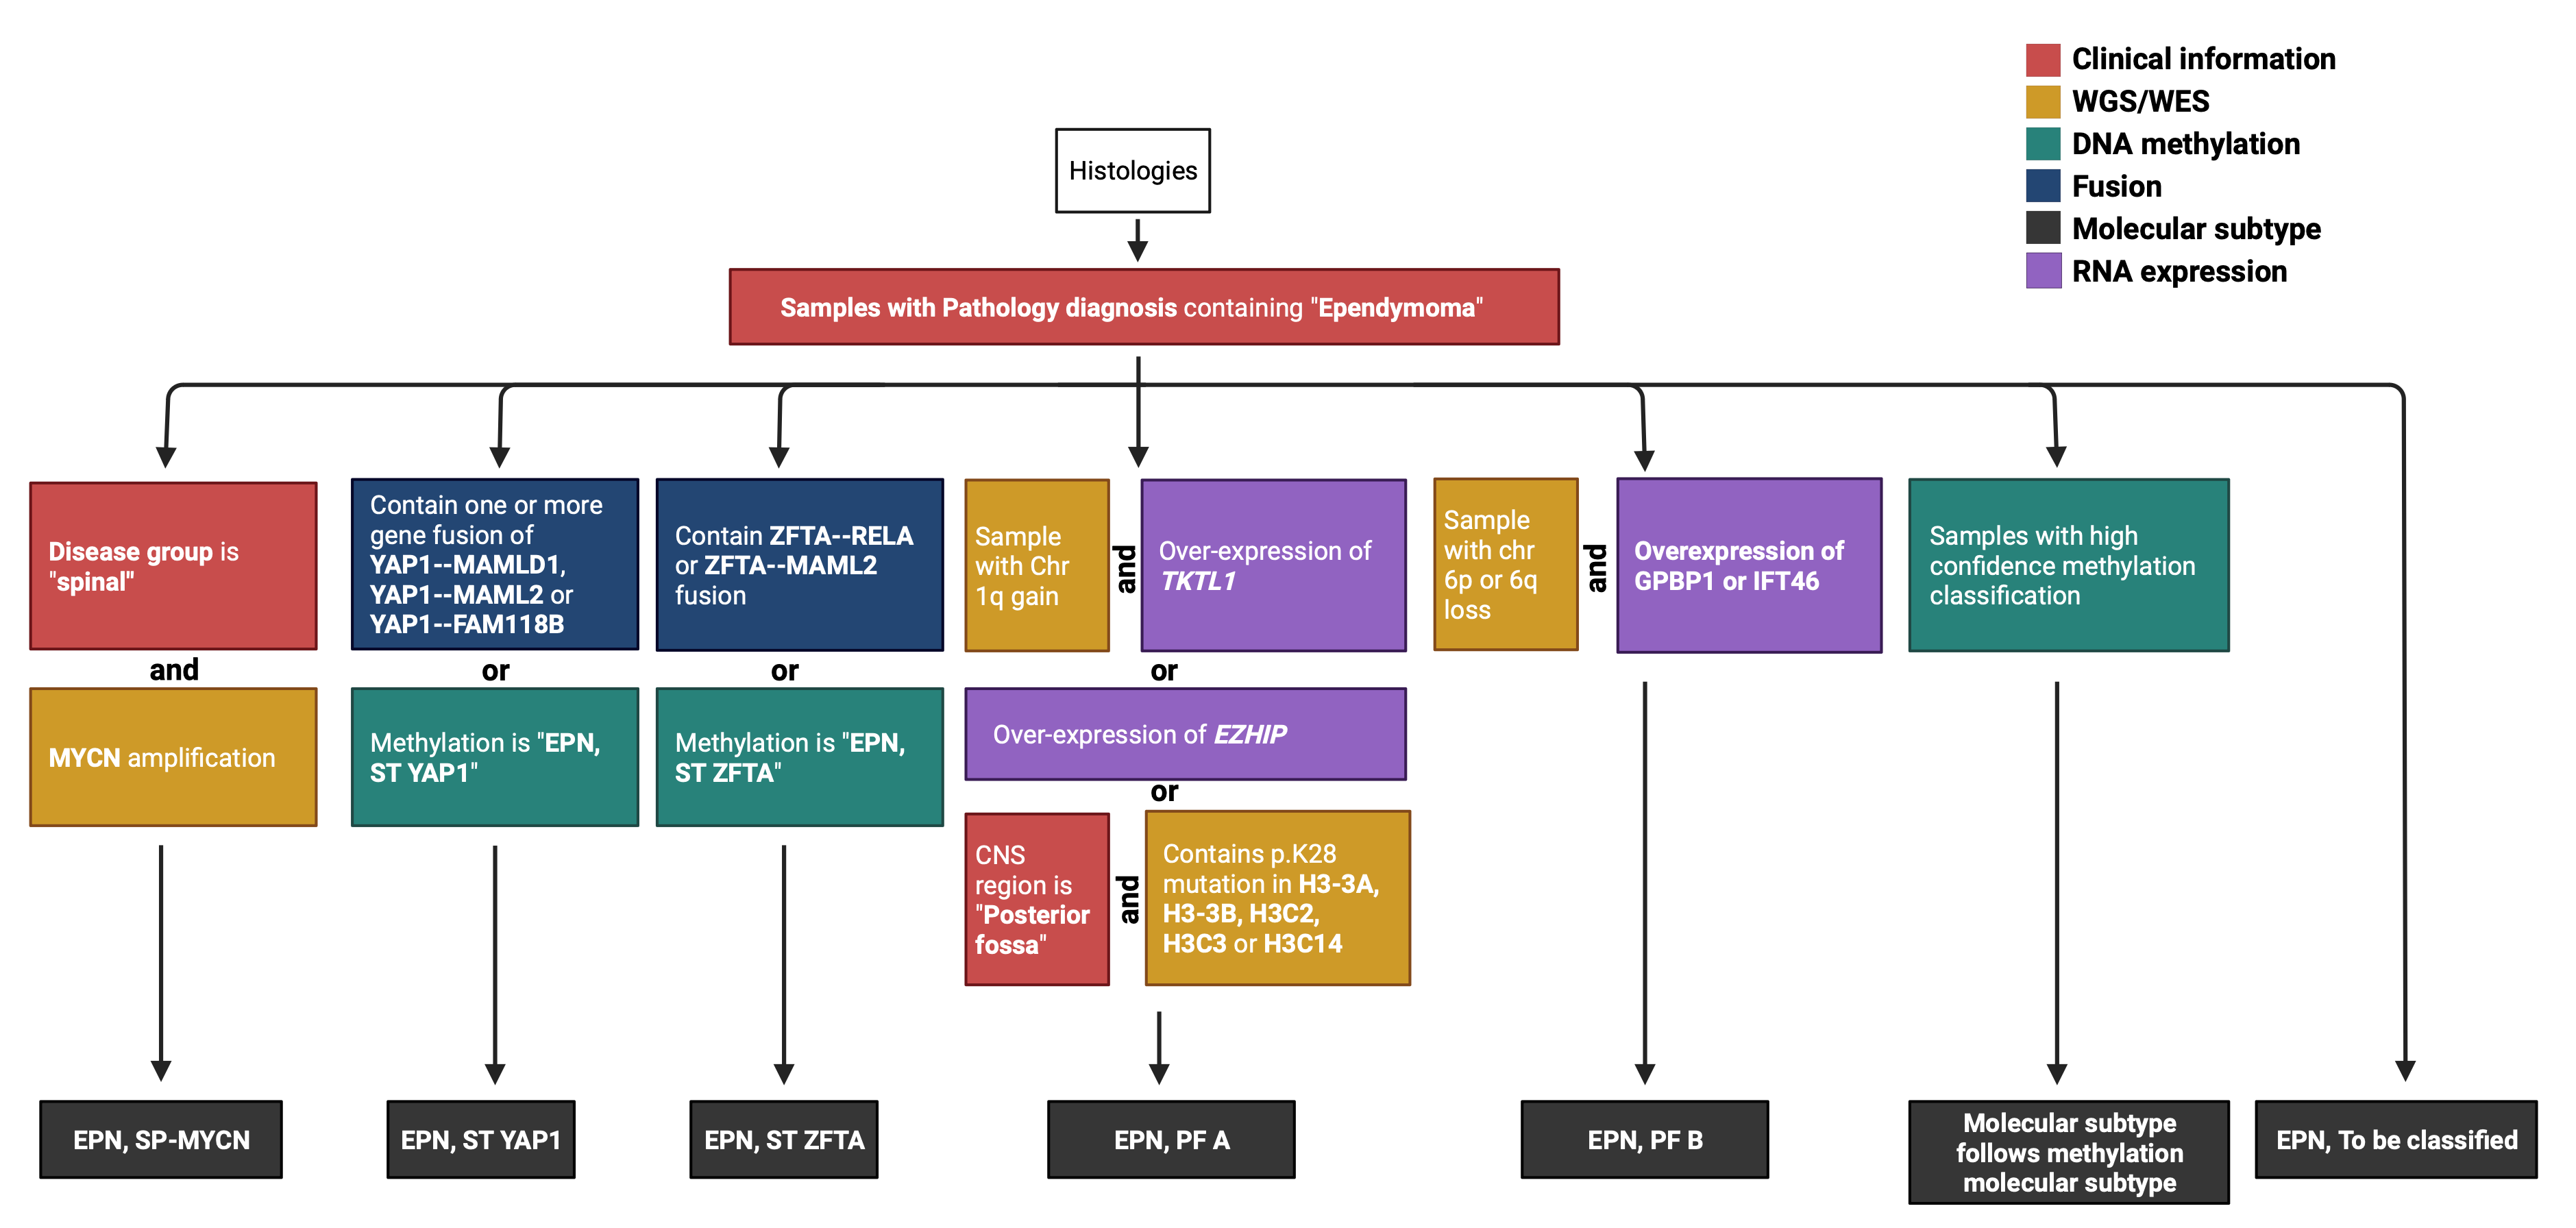 Clinical information
WGS/WES
DNA methylation
Fusion
Molecular subtype
RNA expression
Histologies
Samples with Pathology diagnosis containing "Ependymoma"
Disease group is
"spinal"
and
MYCN amplification
EPN, SP-MYCN
Contain one or more
gene fusion of
YAP1--MAMLD1,
YAP1--MAML2 or
YAP1--FAM118B
or
Methylation is "EPN,
ST YAP1"
EPN, ST YAP1
Contain ZFTA--RELA
or ZFTA--MAML2
fusion
or
Methylation is "EPN,
ST ZFTA"
EPN, ST ZFTA
Sample
with Chr
1q gain
and
Over-expression of
TKTL1
or
Over-expression of EZHIP
or
CNS
region is
"Posterior
fossa"
and
Contains p.K28
mutation in H3-3A,
H3-3B, H3C2,
H3C3 or H3C14
EPN, PF A
Sample
with chr
6p or 6q
loss
and
Overexpression of
GPBP1 or IFT46
EPN, PF B
Samples with high
confidence methylation
classification
Molecular subtype
follows methylation
molecular subtype
EPN, To be classified